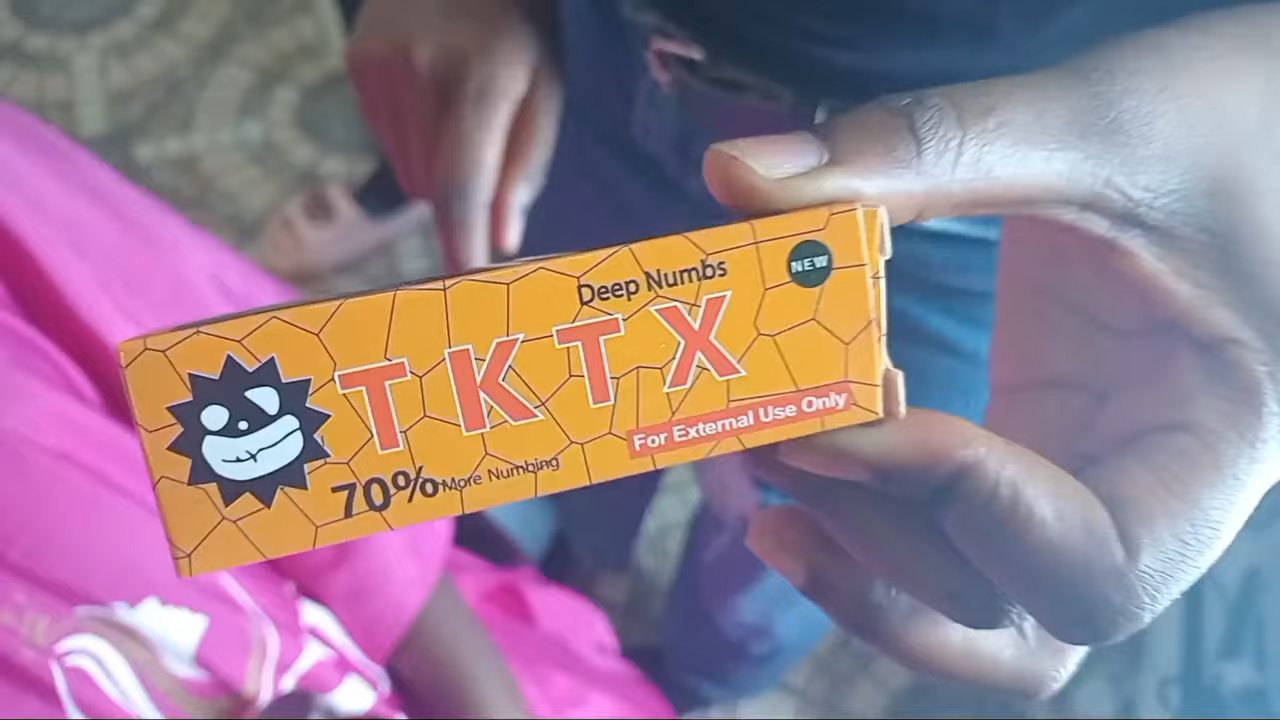 Deep Numbs
NEW
TKTX
For External Use Only
70% More Numbing